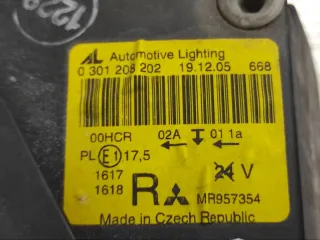 1228
AL Automotive Lighting
0 301 208 202 19.12.05 668
00HCR 02A 01 1a
PL E1 17,5
1617
1618
R 24 V
MR957354
Made in Czech Republic